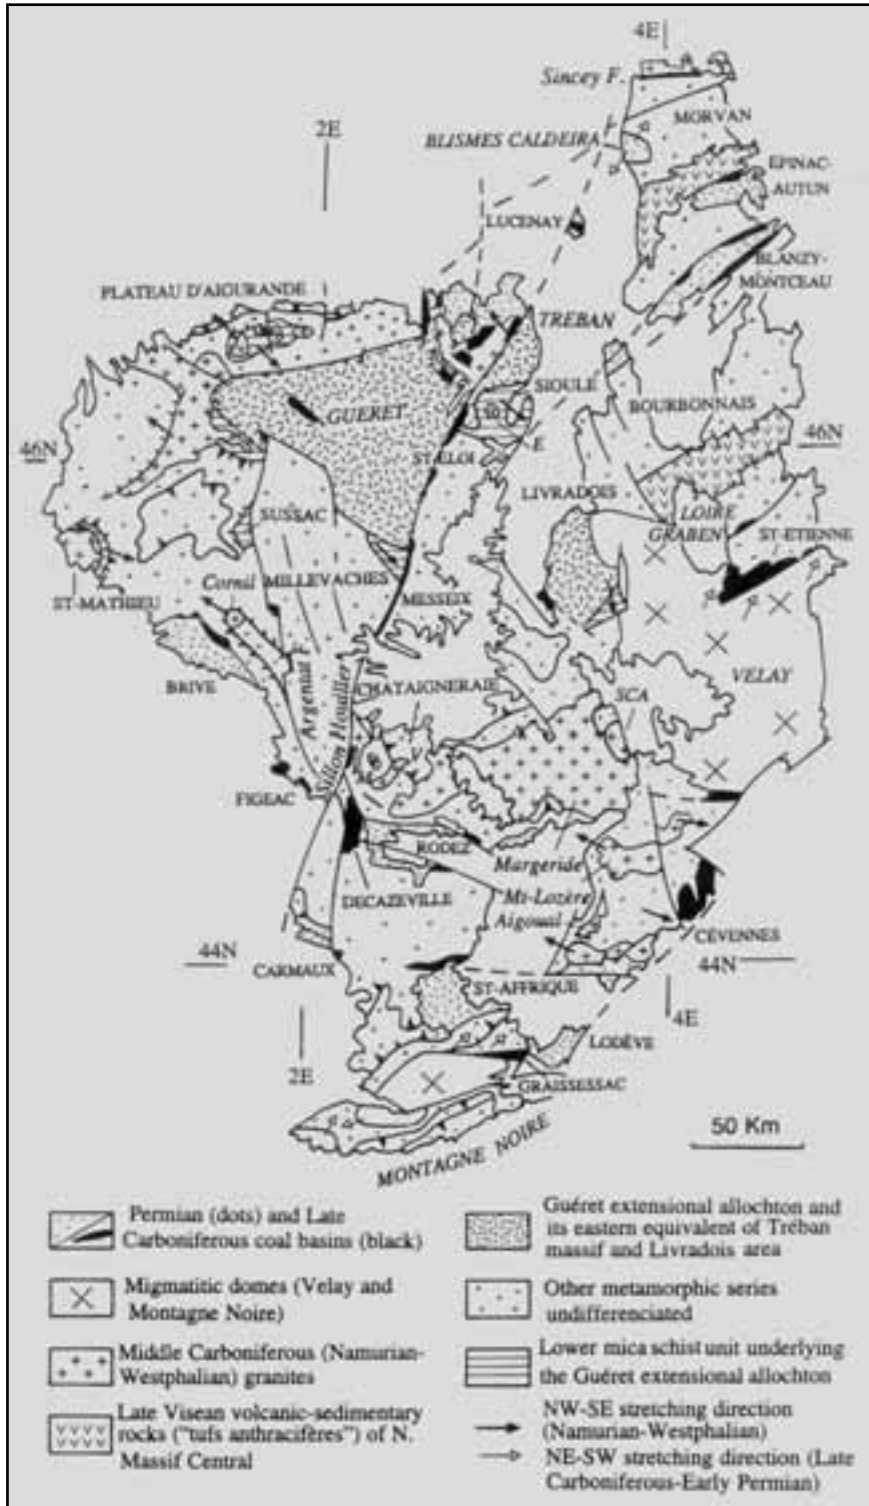 4E
Sincey F.
MORVAN
2E
BLISMES CALDEIRA
EPINAC-
AUTUN
LUCENAY
BLANZY-
MONTCEAU
PLATEAU D'AIGURANDE
TREBAN
SIOULE
GUERET
BOURBONNAIS
46N
46N
ST-ELOI
E
LIVRADOIS
LOIRE
GRABEN
SUSSAC
ST-ETIENNE
Cornil
MILLEVACHES
ST-MATHIEU
MESSEIX
VELAY
BRIVE
Argentat F.
CHATAIGNERAIE
SCA
Sillon Houiller
FIGEAC
RODEZ
Margeride
DECAZEVILLE
Mt-Lozère
Aigoual
CÉVENNES
44N
44N
CARMAUX
ST-AFFRIQUE
4E
LODÈVE
2E
GRAISSESSAC
50 Km
MONTAGNE NOIRE
Permian (dots) and Late
Carboniferous coal basins (black)
Migmatitic domes (Velay and
Montagne Noire)
Middle Carboniferous (Namurian-
Westphalian) granites
Late Visean volcanic-sedimentary
rocks ("tufs anthracifères") of N.
Massif Central
Guéret extensional allochton and
its eastern equivalent of Tréban
massif and Livradois area
Other metamorphic series
undifferenciated
Lower mica schist unit underlying
the Guéret extensional allochton
NW-SE stretching direction
(Namurian-Westphalian)
NE-SW stretching direction (Late
Carboniferous-Early Permian)